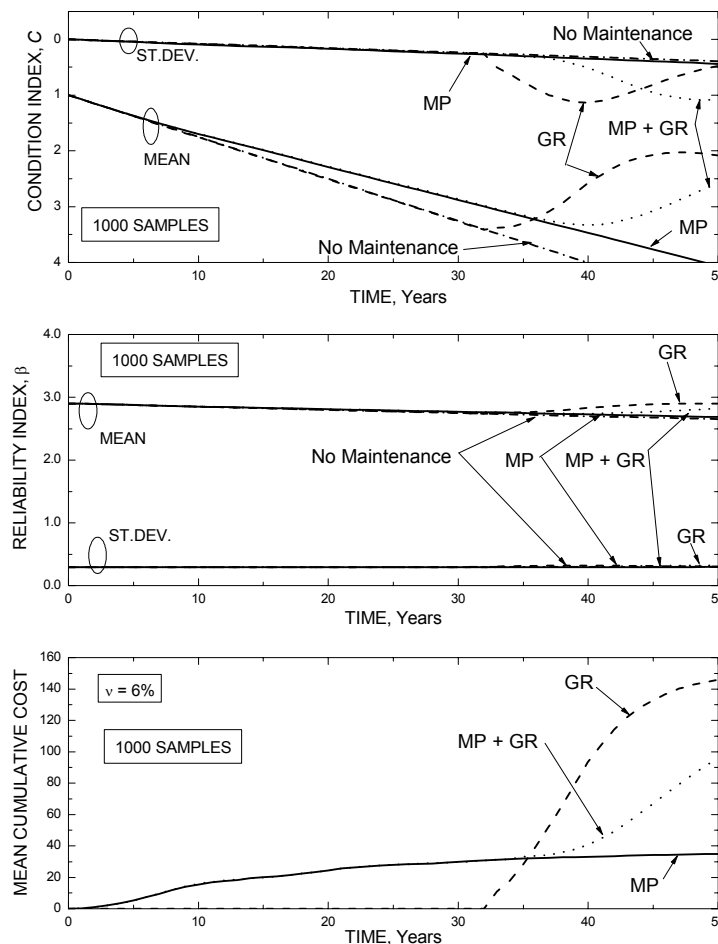 CONDITION INDEX, C
0
1
2
3
4
ST.DEV.
No Maintenance
MP
MEAN
GR
MP + GR
1000 SAMPLES
No Maintenance
MP
0
10
20
30
40
50
TIME, Years
RELIABILITY INDEX, β
4.0
3.0
2.0
1.0
0.0
1000 SAMPLES
GR
MEAN
No Maintenance
MP
MP + GR
ST.DEV.
GR
0
10
20
30
40
50
TIME, Years
MEAN CUMULATIVE COST
160
140
120
100
80
60
40
20
0
ν = 6%
1000 SAMPLES
GR
MP + GR
MP
0
10
20
30
40
5
TIME, Years